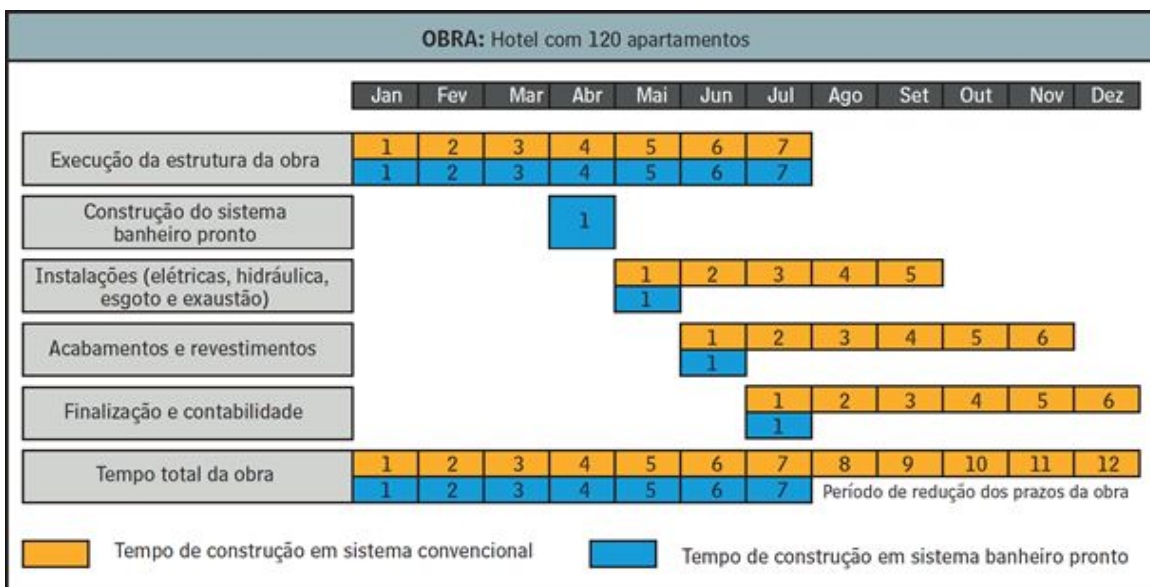 OBRA: Hotel com 120 apartamentos
Jan Fev Mar Abr Mai Jun Jul Ago Set Out Nov Dez
Execução da estrutura da obra
1 2 3 4 5 6 7
1 2 3 4 5 6 7
Construção do sistema
banheiro pronto
1
Instalações (elétricas, hidráulica,
esgoto e exaustão)
1 2 3 4 5
1
Acabamentos e revestimentos
1 2 3 4 5 6
1
Finalização e contabilidade
1 2 3 4 5 6
1
Tempo total da obra
1 2 3 4 5 6 7 8 9 10 11 12
1 2 3 4 5 6 7 Período de redução dos prazos da obra
Tempo de construção em sistema convencional
Tempo de construção em sistema banheiro pronto